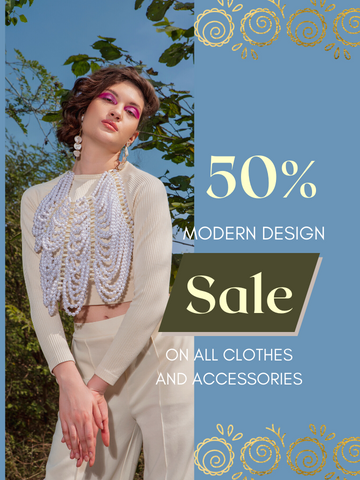 50%
MODERN DESIGN
Sale
ON ALL CLOTHES
AND ACCESSORIES